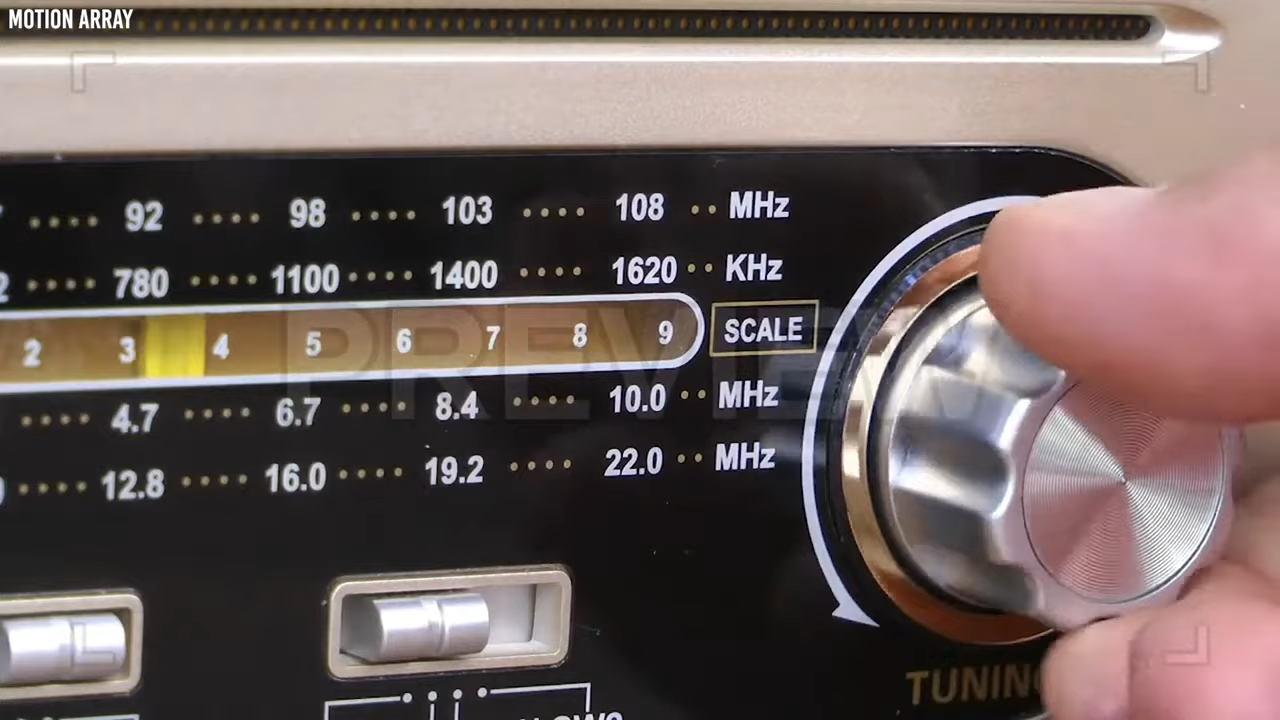 MOTION ARRAY
92 98 103 108 MHz
780 1100 1400 1620 KHz
2 3 4 5 6 7 8 9 SCALE
PREVIEW
4.7 6.7 8.4 10.0 MHz
12.8 16.0 19.2 22.0 MHz
TUNING